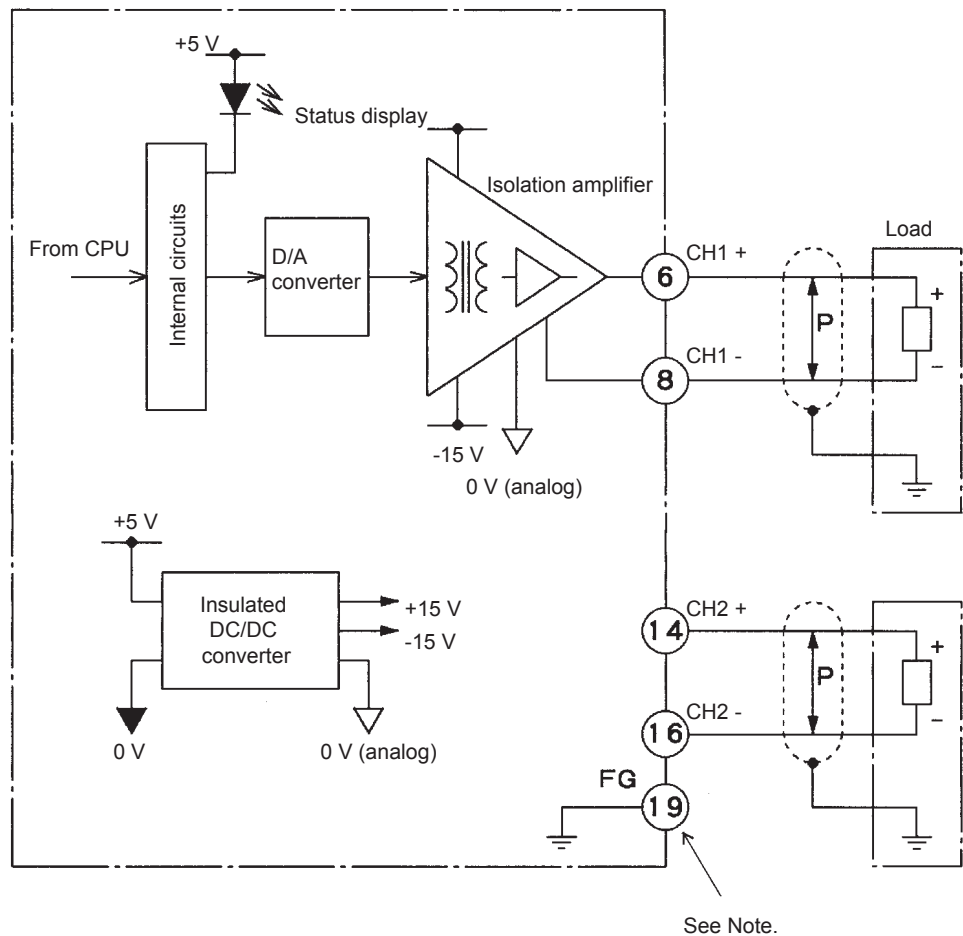 +5 V
Status display
Isolation amplifier
Internal circuits
From CPU
D/A
converter
6
CH1 +
Load
+
P
8
CH1 -
−
-15 V
0 V (analog)
+5 V
Insulated
DC/DC
converter
+15 V
-15 V
0 V
0 V (analog)
14
CH2 +
+
P
16
CH2 -
−
FG
19
See Note.